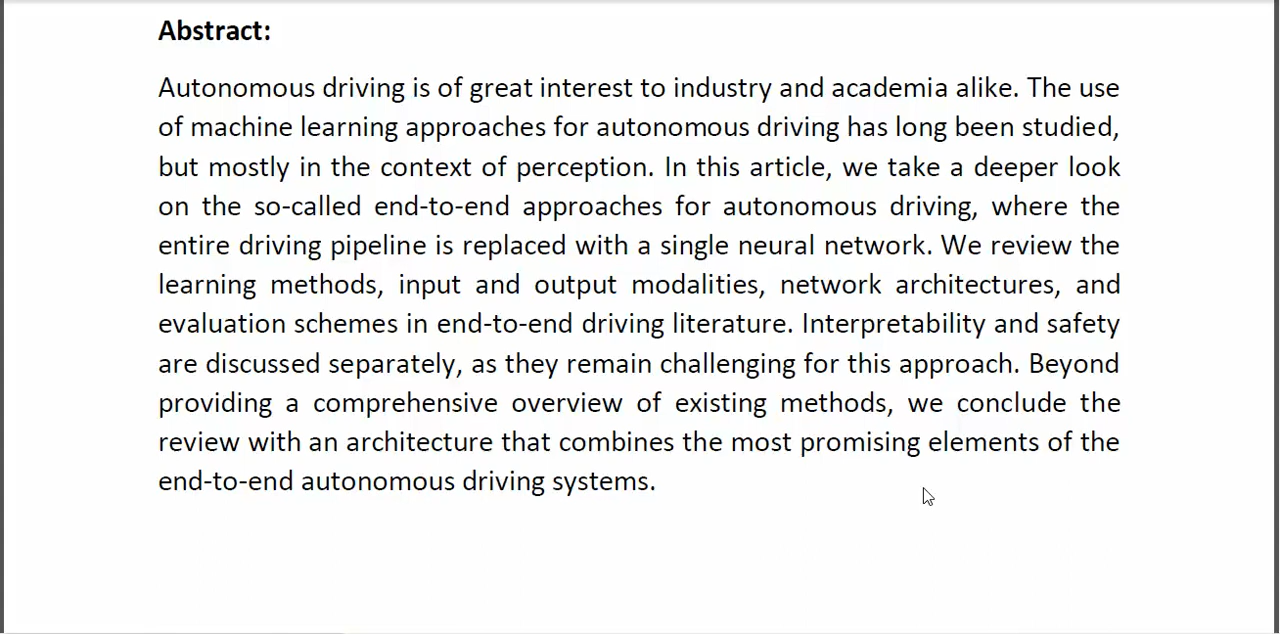 Abstract:
Autonomous driving is of great interest to industry and academia alike. The use
of machine learning approaches for autonomous driving has long been studied,
but mostly in the context of perception. In this article, we take a deeper look
on the so-called end-to-end approaches for autonomous driving, where the
entire driving pipeline is replaced with a single neural network. We review the
learning methods, input and output modalities, network architectures, and
evaluation schemes in end-to-end driving literature. Interpretability and safety
are discussed separately, as they remain challenging for this approach. Beyond
providing a comprehensive overview of existing methods, we conclude the
review with an architecture that combines the most promising elements of the
end-to-end autonomous driving systems.